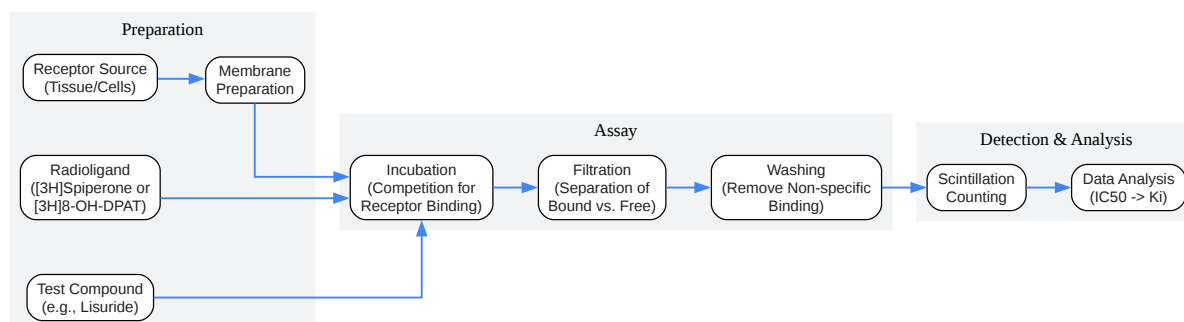 Preparation
Receptor Source
(Tissue/Cells)
Membrane
Preparation
Radioligand
([3H]Spiperone or
[3H]8-OH-DPAT)
Test Compound
(e.g., Lisuride)
Assay
Incubation
(Competition for
Receptor Binding)
Filtration
(Separation of
Bound vs. Free)
Washing
(Remove Non-specific
Binding)
Detection & Analysis
Scintillation
Counting
Data Analysis
(IC50 -> Ki)